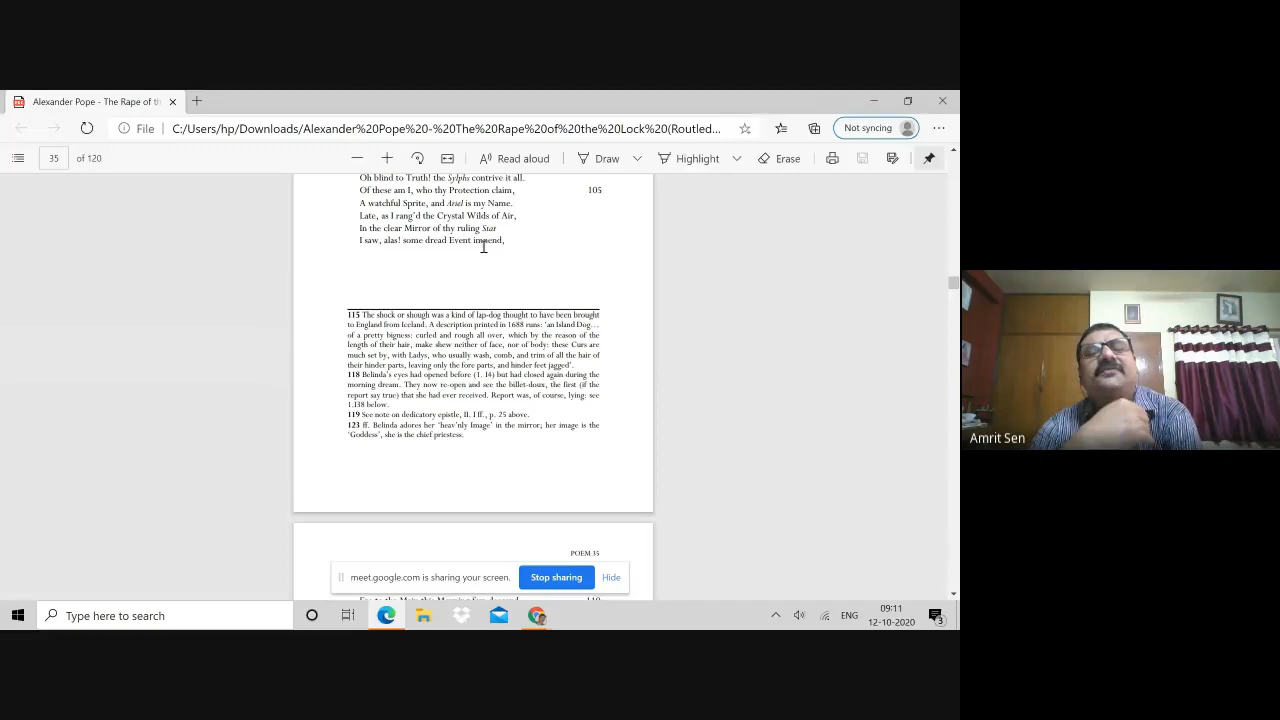 Alexander Pope - The Rape of th
File C:/Users/hp/Downloads/Alexander%20Pope%20-%20The%20Rape%20of%20the%20Lock%20(Routled... Not syncing
35 of 120 Read aloud Draw Highlight Erase
Oh blind to Truth! the Sylphs contrive it all.
Of these am I, who thy Protection claim, 105
A watchful Sprite, and Ariel is my Name.
Late, as I rang'd the Crystal Wilds of Air,
In the clear Mirror of thy ruling Star
I saw, alas! some dread Event impend,
115 The shock or shough was a kind of lap-dog thought to have been brought
to England from Iceland. A description printed in 1688 runs: 'an Island Dog...
of a pretty bigness: curled and rough all over, which by the reason of the
length of their hair, make shew neither of face, nor of body: these Curs are
much set by, with Ladys, who usually wash, comb, and trim of all the hair of
their hinder parts, leaving only the fore parts, and hinder feet jagged'.
118 Belinda's eyes had opened before (1. I4) but had closed again during the
morning dream. They now re-open and see the billet-doux, the first (if the
report say true) that she had ever received. Report was, of course, lying: see
1.I38 below.
119 See note on dedicatory epistle, II. I ff., p. 25 above.
123 ff. Belinda adores her 'heav'nly Image' in the mirror; her image is the
'Goddess', she is the chief priestess.
POEM 35
meet.google.com is sharing your screen. Stop sharing Hide
Amrit Sen
Type here to search
ENG
09:11
12-10-2020
3